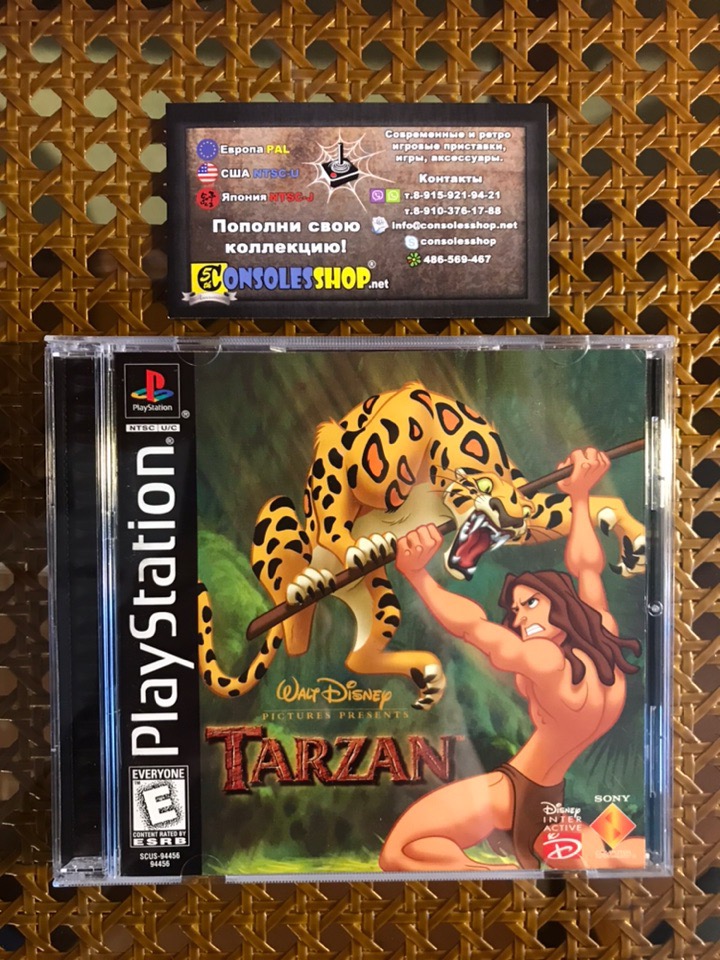 Европа PAL
США NTSC-U
Япония NTSC-J
Пополни свою
коллекцию!
CONSOLESSHOP.net
®
Современные и ретро
игровые приставки,
игры, аксессуары.
Контакты
т.8-915-921-94-21
т.8-910-376-17-88
info@consolesshop.net
consolesshop
486-569-467
PlayStation
®
NTSC U/C
PlayStation®
WALT DISNEY
PICTURES PRESENTS
TARZAN™
EVERYONE
E
CONTENT RATED BY
ESRB
SCUS-94456
94456
DISNEY
INTER
ACTIVE
D
SONY